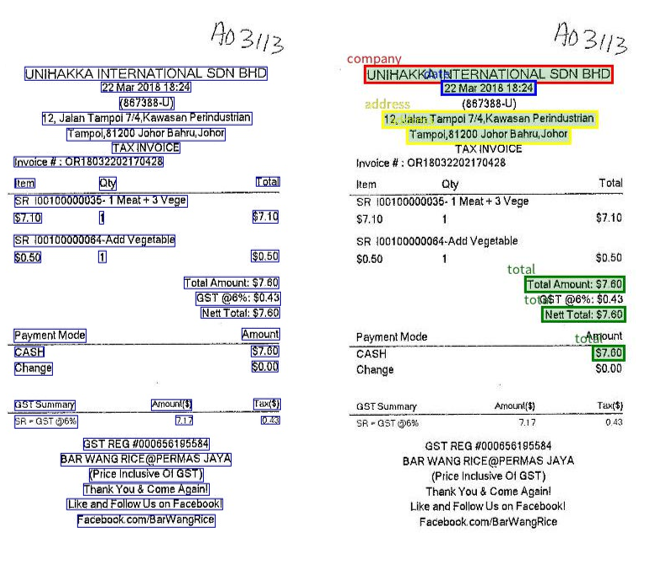 A03113
UNIHAKKA INTERNATIONAL SDN BHD
22 Mar 2018 18:24
(867388-U)
12, Jalan Tampoi 7/4,Kawasan Perindustrian
Tampoi,81200 Johor Bahru,Johor
TAX INVOICE
Invoice # : OR18032202170428
Item Qty Total
SR I00100000035- 1 Meat + 3 Vege
$7.10 1 $7.10
SR I00100000064-Add Vegetable
$0.50 1 $0.50
Total Amount: $7.60
GST @6%: $0.43
Nett Total: $7.60
Payment Mode Amount
CASH $7.60
Change $0.00
GST Summary Amount($) Tax($)
SR = GST @6% 7.17 0.43
GST REG #000656195584
BAR WANG RICE@PERMAS JAYA
(Price Inclusive Of GST)
Thank You & Come Again!
Like and Follow Us on Facebook!
Facebook.com/BarWangRice
A03113
company
UNIHAKKA INTERNATIONAL SDN BHD
date
22 Mar 2018 18:24
(867388-U)
address
12, Jalan Tampoi 7/4,Kawasan Perindustrian
Tampoi,81200 Johor Bahru,Johor
TAX INVOICE
Invoice # : OR18032202170428
Item Qty Total
SR I00100000035- 1 Meat + 3 Vege
$7.10 1 $7.10
SR I00100000064-Add Vegetable
$0.50 1 $0.50
total
Total Amount: $7.60
GST @6%: $0.43
total
Nett Total: $7.60
Payment Mode Amount
total
CASH $7.60
Change $0.00
GST Summary Amount($) Tax($)
SR = GST @6% 7.17 0.43
GST REG #000656195584
BAR WANG RICE@PERMAS JAYA
(Price Inclusive Of GST)
Thank You & Come Again!
Like and Follow Us on Facebook!
Facebook.com/BarWangRice